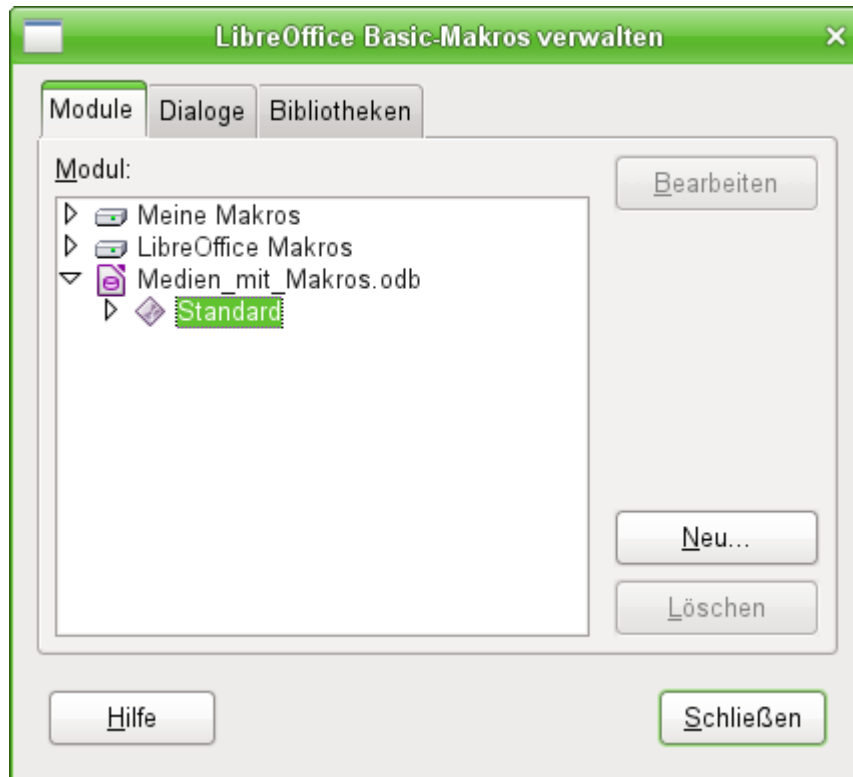 LibreOffice Basic-Makros verwalten
Module Dialoge Bibliotheken
Modul:
Bearbeiten
Meine Makros
LibreOffice Makros
Medien_mit_Makros.odb
Standard
Neu...
Löschen
Hilfe
Schließen